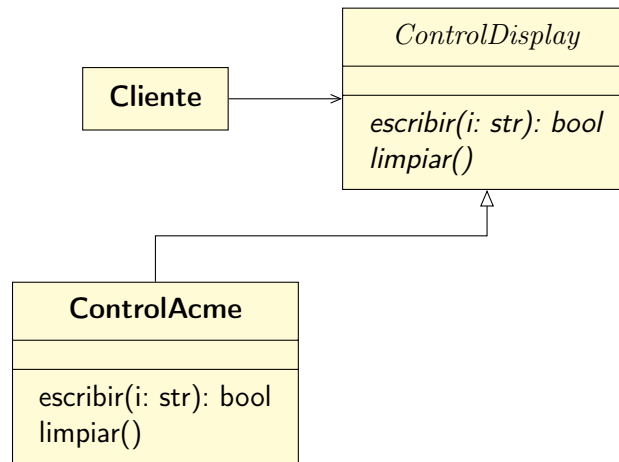 ControlDisplay
Cliente
escribir(i: str): bool
limpiar()
ControlAcme
escribir(i: str): bool
limpiar()